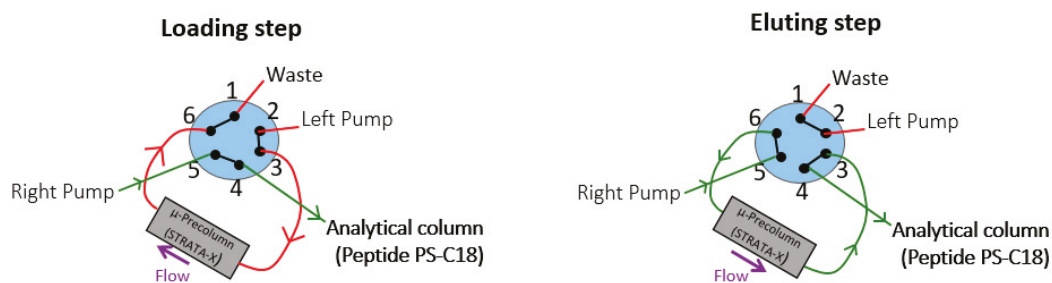 Loading step
Waste
1
2
Left Pump
3
4
5
6
Right Pump
μ-Precolumn
(STRATA-X)
Flow
Analytical column
(Peptide PS-C18)
Eluting step
Waste
1
2
Left Pump
3
4
5
6
Right Pump
μ-Precolumn
(STRATA-X)
Flow
Analytical column
(Peptide PS-C18)